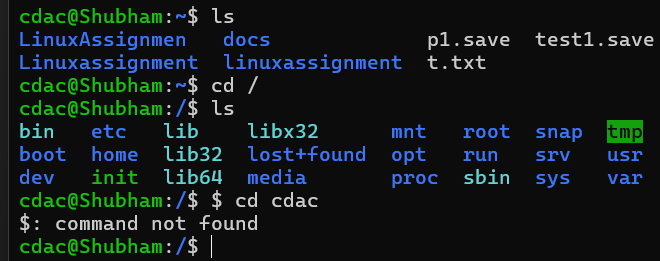 cdac@Shubham:~$ ls
LinuxAssignmen docs p1.save test1.save
Linuxassignment linuxassignment t.txt
cdac@Shubham:~$ cd /
cdac@Shubham:/$ ls
bin etc lib libx32 mnt root snap tmp
boot home lib32 lost+found opt run srv usr
dev init lib64 media proc sbin sys var
cdac@Shubham:/$ $ cd cdac
$: command not found
cdac@Shubham:/$